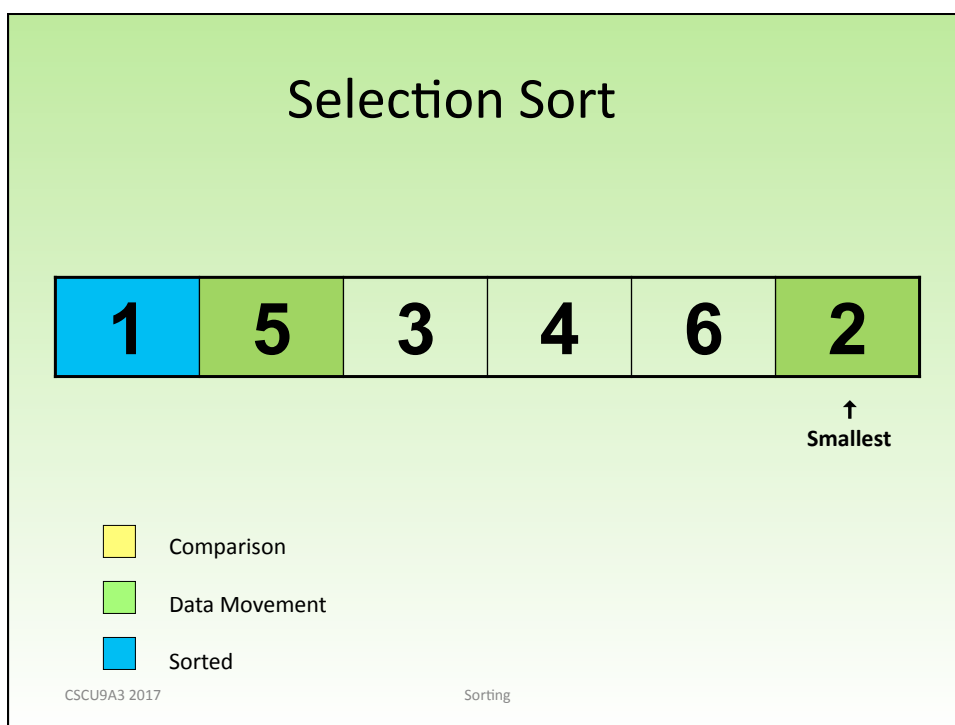 Selection Sort
1 5 3 4 6 2
↑
Smallest
Comparison
Data Movement
Sorted
CSCU9A3 2017 Sorting